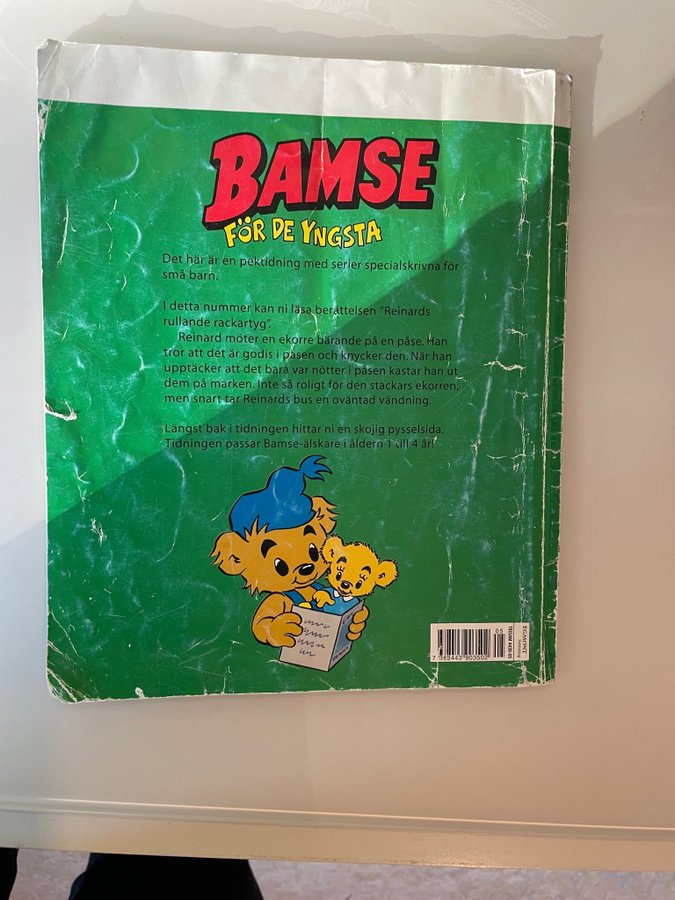 BAMSE
FÖR DE YNGSTA
Det här är en pektidning med serier specialskrivna för
små barn.
I detta nummer kan ni läsa berättelsen "Reinards
rullande rackartyg".
Reinard möter en ekorre bärande på en påse. Han
tror att det är godis i påsen och knycker den. När han
upptäcker att det bara var nötter i påsen kastar han ut
dem på marken. Inte så roligt för den stackars ekorren,
men snart tar Reinards bus en oväntad vändning.
Längst bak i tidningen hittar ni en skojig pysselsida.
Tidningen passar Bamse-älskare i åldern 1 till 4 år!
05
EGMONT
TIDSAM 4435-05